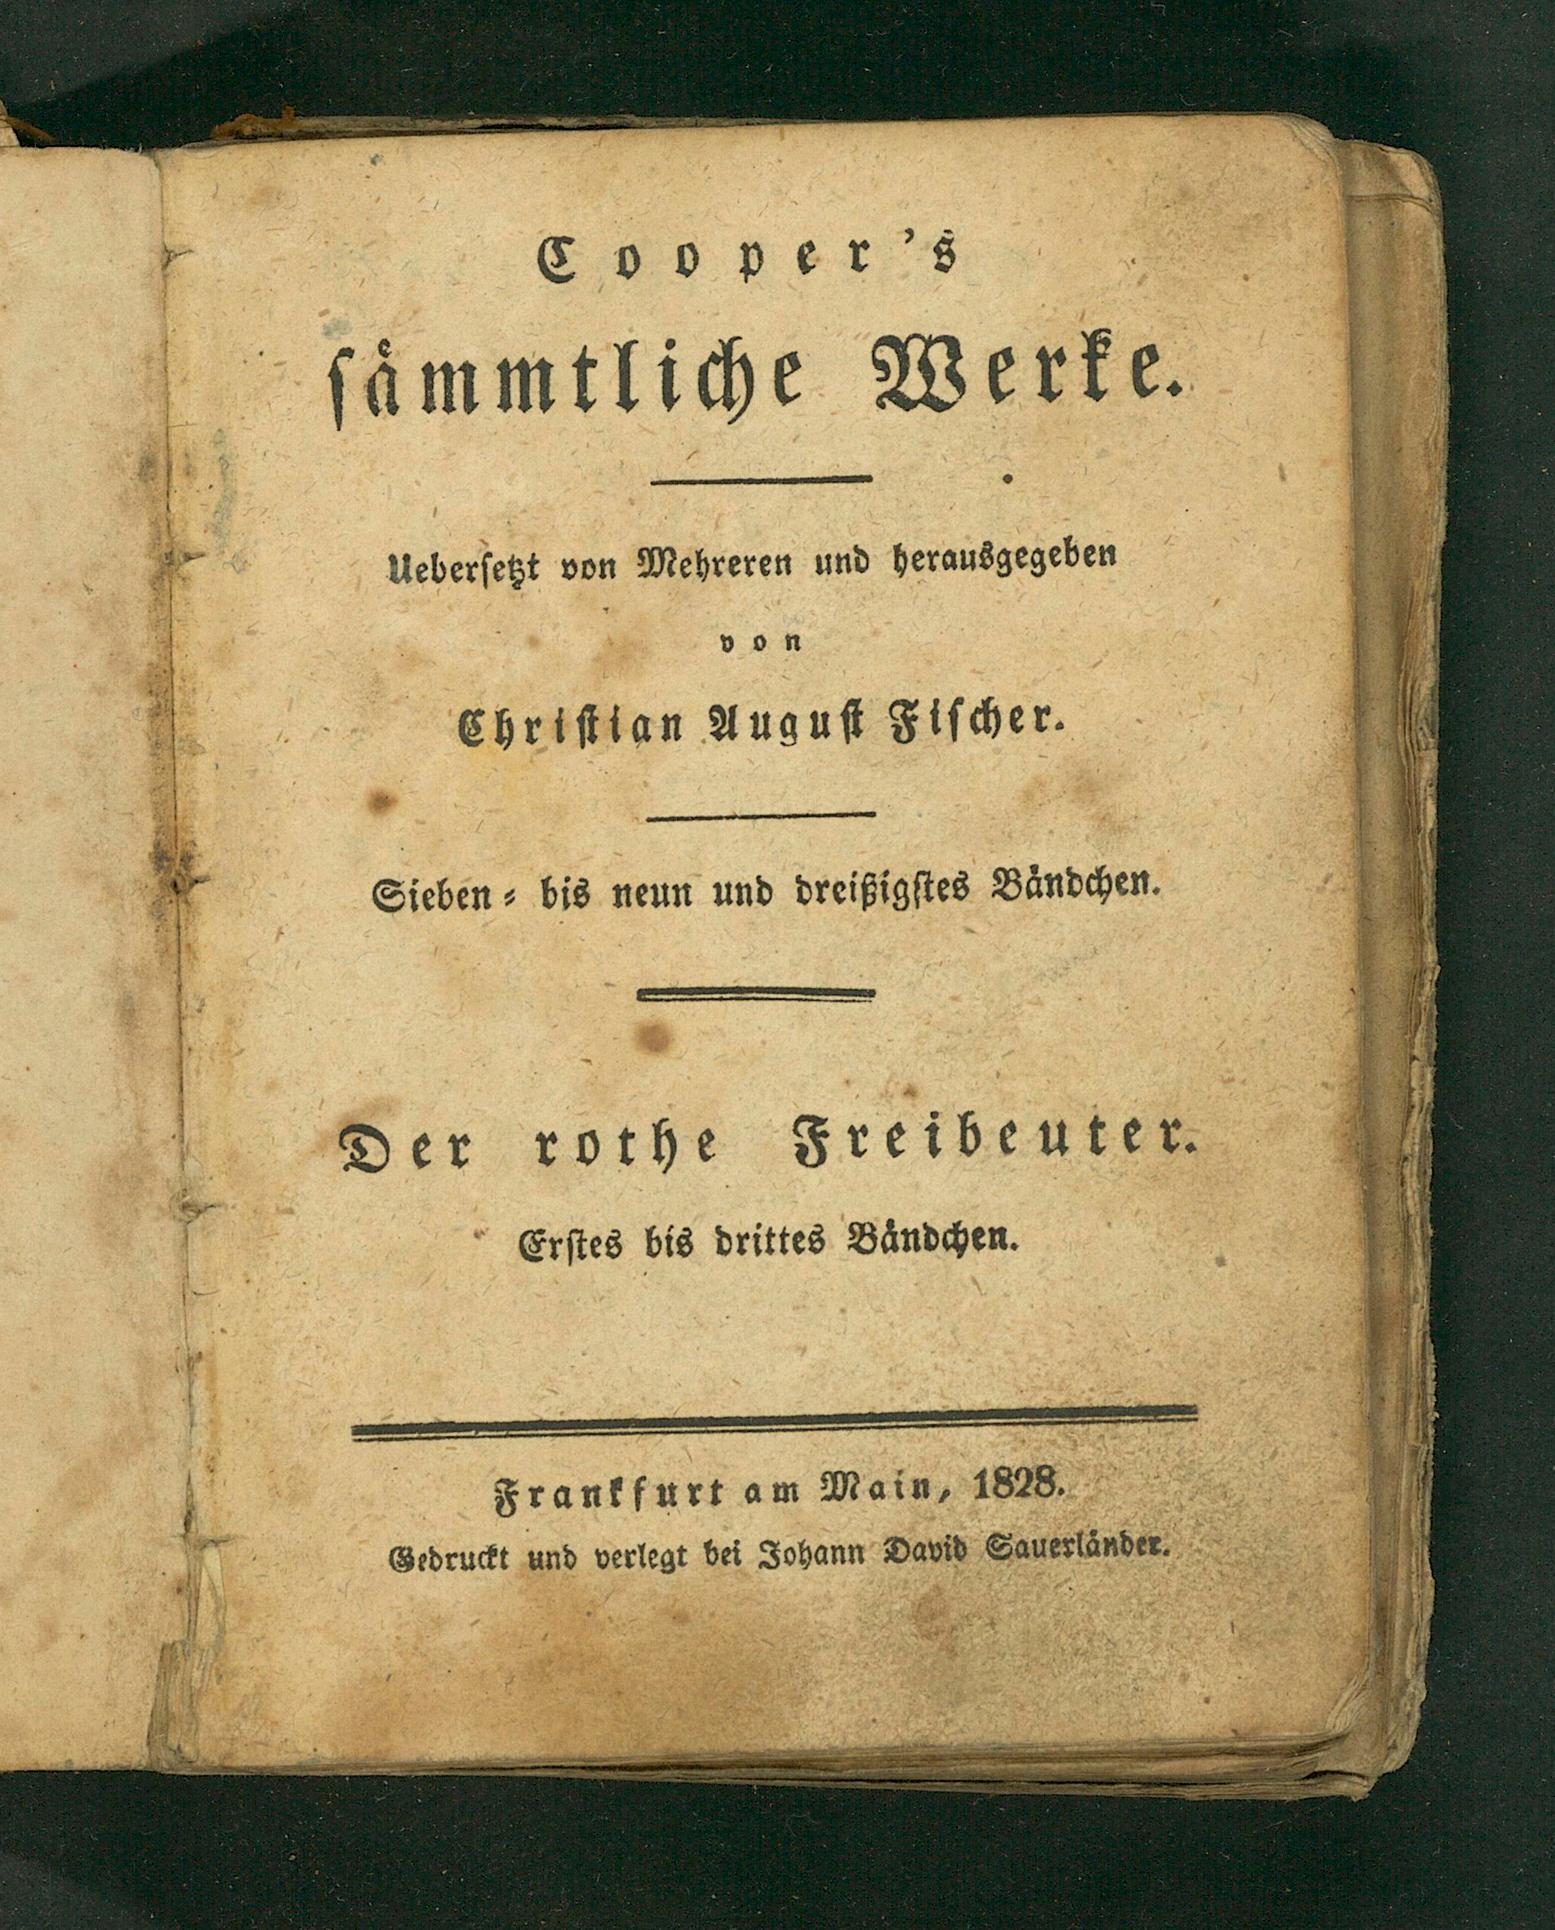 Cooper's
sämmtliche Werke.
Uebersetzt von Mehreren und herausgegeben
von
Christian August Fischer.
Sieben- bis neun und dreißigstes Bändchen.
Der rothe Freibeuter.
Erstes bis drittes Bändchen.
Frankfurt am Main, 1828.
Gedruckt und verlegt bei Johann David Sauerländer.